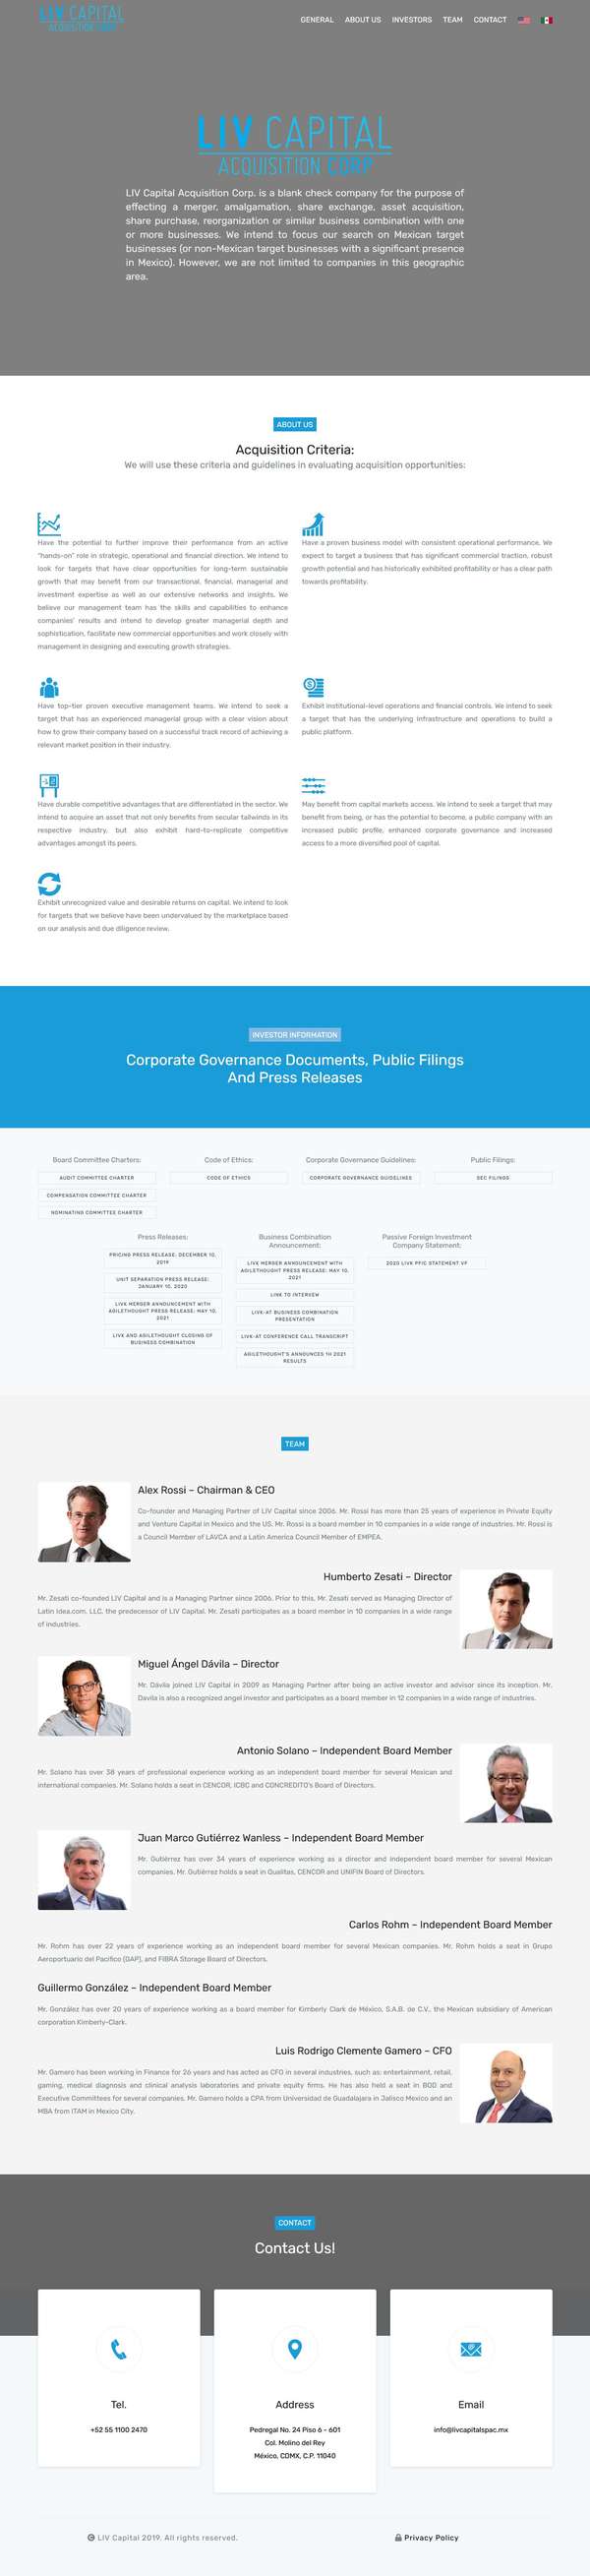 LIV CAPITAL
ACQUISITION CORP
GENERAL ABOUT US INVESTORS TEAM CONTACT
LIV CAPITAL
ACQUISITION CORP
LIV Capital Acquisition Corp. is a blank check company for the purpose of
effecting a merger, amalgamation, share exchange, asset acquisition,
share purchase, reorganization or similar business combination with one
or more businesses. We intend to focus our search on Mexican target
businesses (or non-Mexican target businesses with a significant presence
in Mexico). However, we are not limited to companies in this geographic
area.
ABOUT US
Acquisition Criteria:
We will use these criteria and guidelines in evaluating acquisition opportunities:
Have the potential to further improve their performance from an active
"hands-on" role in strategic, operational and financial direction. We intend to
look for targets that have clear opportunities for long-term sustainable
growth that may benefit from our transactional, financial, managerial and
investment expertise as well as our extensive networks and insights. We
believe our management team has the skills and capabilities to enhance
companies' results and intend to develop greater managerial depth and
sophistication, facilitate new commercial opportunities and work closely with
management in designing and executing growth strategies.
Have a proven business model with consistent operational performance. We
expect to target a business that has significant commercial traction, robust
growth potential and has historically exhibited profitability or has a clear path
towards profitability.
Have top-tier proven executive management teams. We intend to seek a
target that has an experienced managerial group with a clear vision about
how to grow their company based on a successful track record of achieving a
relevant market position in their industry.
Exhibit institutional-level operations and financial controls. We intend to seek
a target that has the underlying infrastructure and operations to build a
public platform.
Have durable competitive advantages that are differentiated in the sector. We
intend to acquire an asset that not only benefits from secular tailwinds in its
respective industry, but also exhibit hard-to-replicate competitive
advantages amongst its peers.
May benefit from capital markets access. We intend to seek a target that may
benefit from being, or has the potential to become, a public company with an
increased public profile, enhanced corporate governance and increased
access to a more diversified pool of capital.
Exhibit unrecognized value and desirable returns on capital. We intend to look
for targets that we believe have been undervalued by the marketplace based
on our analysis and due diligence review.
INVESTOR INFORMATION
Corporate Governance Documents, Public Filings
And Press Releases
Board Committee Charters:
AUDIT COMMITTEE CHARTER
COMPENSATION COMMITTEE CHARTER
NOMINATING COMMITTEE CHARTER
Code of Ethics:
CODE OF ETHICS
Corporate Governance Guidelines:
CORPORATE GOVERNANCE GUIDELINES
Public Filings:
SEC FILINGS
Press Releases:
PRICING PRESS RELEASE: DECEMBER 10,
2019
UNIT SEPARATION PRESS RELEASE:
JANUARY 10, 2020
LIVK MERGER ANNOUNCEMENT WITH
AGILETHOUGHT PRESS RELEASE: MAY 10,
2021
LIVK AND AGILETHOUGHT CLOSING OF
BUSINESS COMBINATION
Business Combination
Announcement:
LIVK MERGER ANNOUNCEMENT WITH
AGILETHOUGHT PRESS RELEASE: MAY 10,
2021
LINK TO INTERVIEW
LIVK-AT BUSINESS COMBINATION
PRESENTATION
LIVK-AT CONFERENCE CALL TRANSCRIPT
AGILETHOUGHT'S ANNOUNCES 1H 2021
RESULTS
Passive Foreign Investment
Company Statement:
2020 LIVK PFIC STATEMENT VF
TEAM
Alex Rossi – Chairman & CEO
Co-founder and Managing Partner of LIV Capital since 2006. Mr. Rossi has more than 25 years of experience in Private Equity
and Venture Capital in Mexico and the US. Mr. Rossi is a board member in 10 companies in a wide range of industries. Mr. Rossi is
a Council Member of LAVCA and a Latin America Council Member of EMPEA.
Humberto Zesati – Director
Mr. Zesati co-founded LIV Capital and is a Managing Partner since 2006. Prior to this, Mr. Zesati served as Managing Director of
Latin Idea.com, LLC, the predecessor of LIV Capital. Mr. Zesati participates as a board member in 10 companies in a wide range
of industries.
Miguel Ángel Dávila – Director
Mr. Dávila joined LIV Capital in 2009 as Managing Partner after being an active investor and advisor since its inception. Mr.
Davila is also a recognized angel investor and participates as a board member in 12 companies in a wide range of industries.
Antonio Solano – Independent Board Member
Mr. Solano has over 38 years of professional experience working as an independent board member for several Mexican and
international companies. Mr. Solano holds a seat in CENCOR, ICBC and CONCREDITO's Board of Directors.
Juan Marco Gutiérrez Wanless – Independent Board Member
Mr. Gutiérrez has over 34 years of experience working as a director and independent board member for several Mexican
companies. Mr. Gutiérrez holds a seat in Qualitas, CENCOR and UNIFIN Board of Directors.
Carlos Rohm – Independent Board Member
Mr. Rohm has over 22 years of experience working as an independent board member for several Mexican companies. Mr. Rohm holds a seat in Grupo
Aeroportuario del Pacífico (GAP), and FIBRA Storage Board of Directors.
Guillermo González – Independent Board Member
Mr. González has over 20 years of experience working as a board member for Kimberly Clark de México, S.A.B. de C.V., the Mexican subsidiary of American
corporation Kimberly-Clark.
Luis Rodrigo Clemente Gamero – CFO
Mr. Gamero has been working in Finance for 26 years and has acted as CFO in several industries, such as: entertainment, retail,
gaming, medical diagnosis and clinical analysis laboratories and private equity firms. He has also held a seat in BOD and
Executive Committees for several companies. Mr. Gamero holds a CPA from Universidad de Guadalajara in Jalisco Mexico and an
MBA from ITAM in Mexico City.
CONTACT
Contact Us!
Tel.
+52 55 1100 2470
Address
Pedregal No. 24 Piso 6 - 601
Col. Molino del Rey
México, CDMX, C.P. 11040
Email
info@livcapitalspac.mx
© LIV Capital 2019. All rights reserved.
Privacy Policy